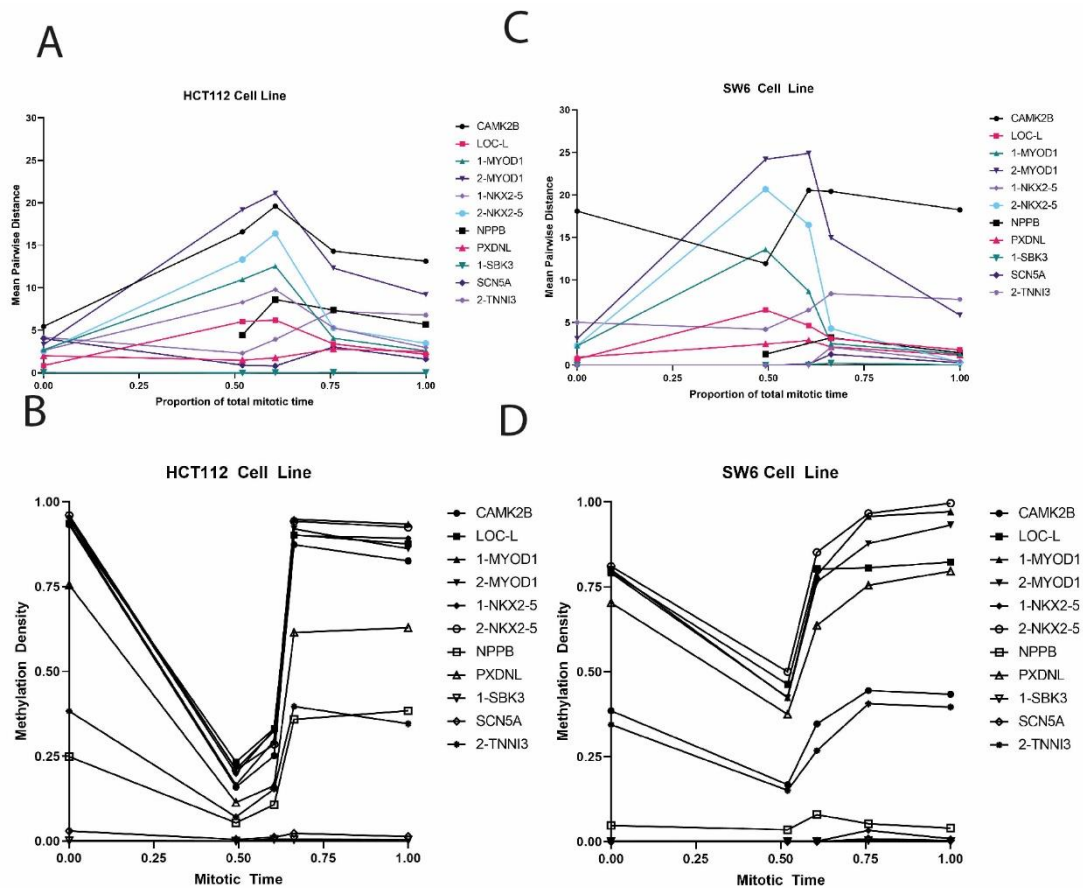 A
HCT112 Cell Line
30
25
20
15
10
5
0
Mean Pairwise Distance
0.00 0.25 0.50 0.75 1.00
Proportion of total mitotic time
CAMK2B
LOC-L
1-MYOD1
2-MYOD1
1-NKX2-5
2-NKX2-5
NPPB
PXDNL
1-SBK3
SCN5A
2-TNNI3
C
SW6 Cell Line
30
25
20
15
10
5
0
Mean Pairwise Distance
0.00 0.25 0.50 0.75 1.00
Proportion of total mitotic time
CAMK2B
LOC-L
1-MYOD1
2-MYOD1
1-NKX2-5
2-NKX2-5
NPPB
PXDNL
1-SBK3
SCN5A
2-TNNI3
B
HCT112 Cell Line
1.00
0.75
0.50
0.25
0.00
Methylation Density
0.00 0.25 0.50 0.75 1.00
Mitotic Time
CAMK2B
LOC-L
1-MYOD1
2-MYOD1
1-NKX2-5
2-NKX2-5
NPPB
PXDNL
1-SBK3
SCN5A
2-TNNI3
D
SW6 Cell Line
1.00
0.75
0.50
0.25
0.00
Methylation Density
0.00 0.25 0.50 0.75 1.00
Mitotic Time
CAMK2B
LOC-L
1-MYOD1
2-MYOD1
1-NKX2-5
2-NKX2-5
NPPB
PXDNL
1-SBK3
SCN5A
2-TNNI3